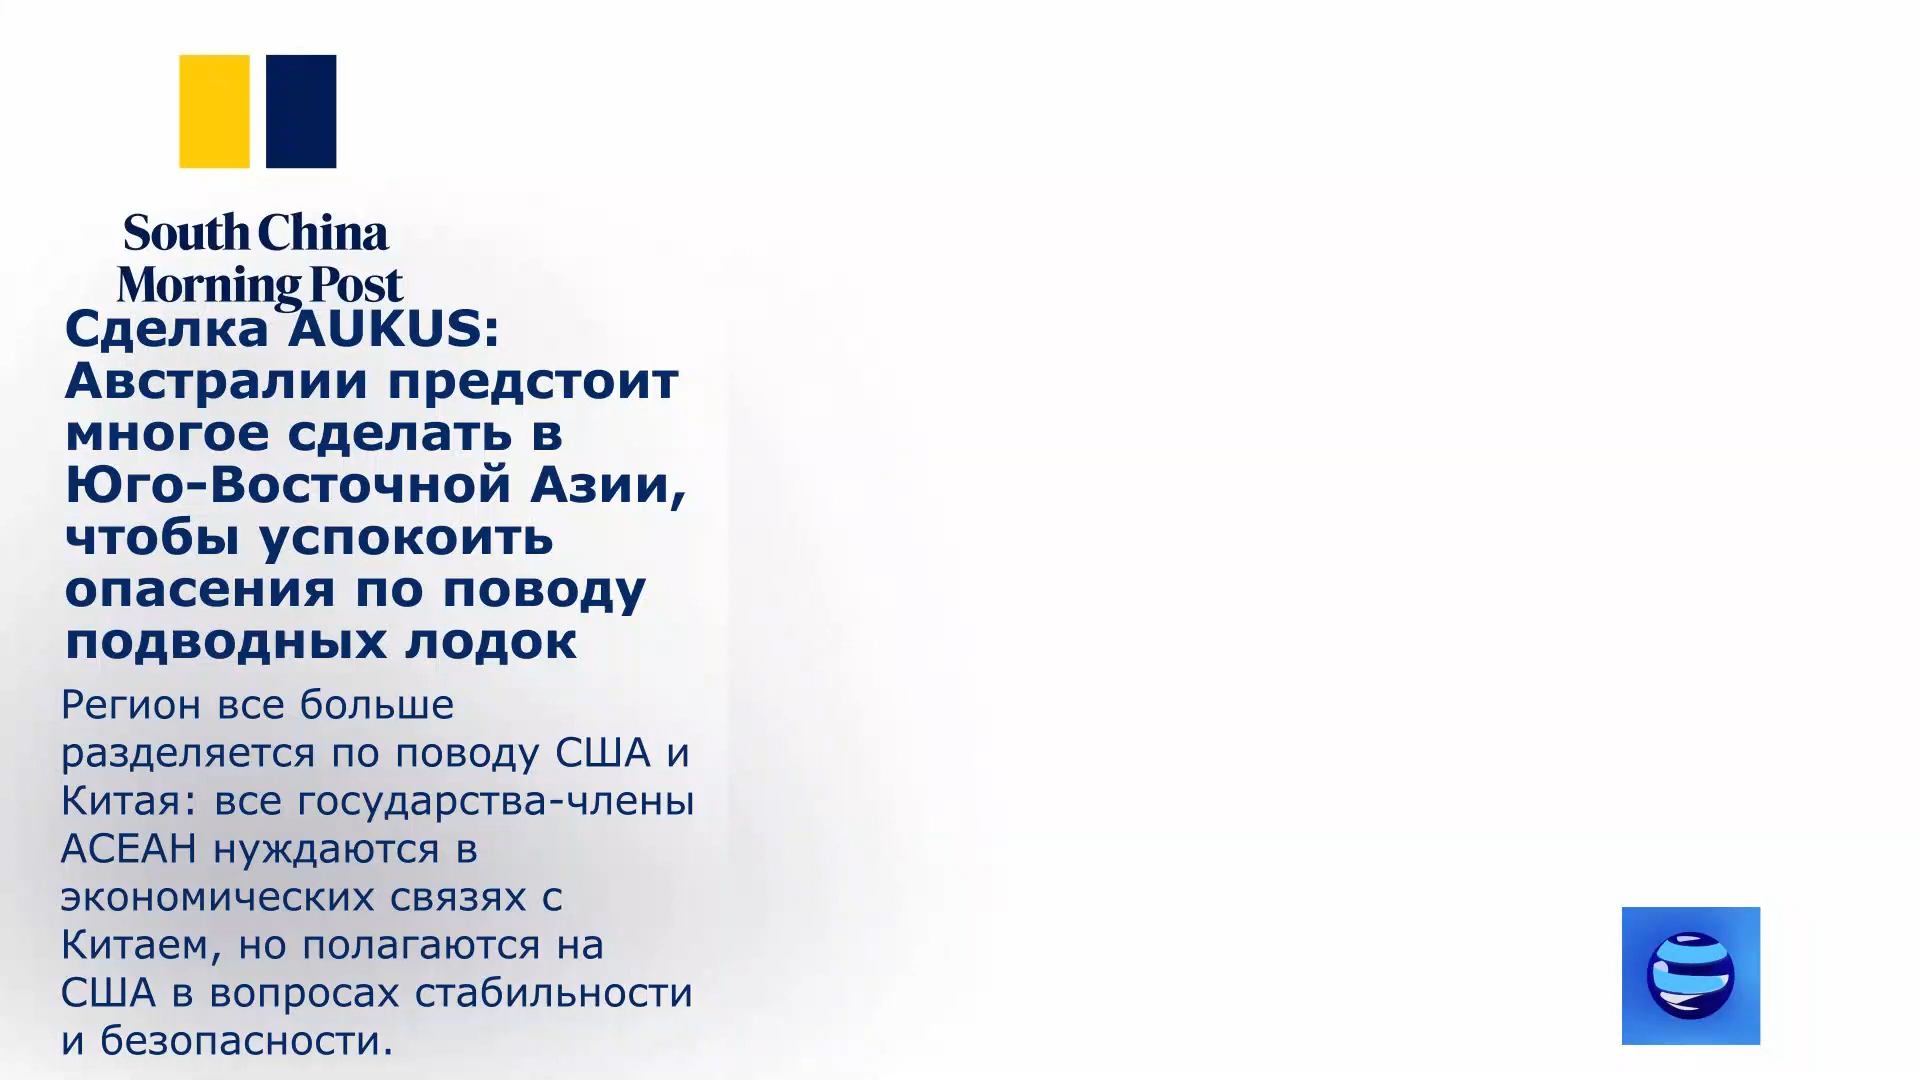 South China
Morning Post
Сделка AUKUS:
Австралии предстоит
многое сделать в
Юго-Восточной Азии,
чтобы успокоить
опасения по поводу
подводных лодок
Регион все больше
разделяется по поводу США и
Китая: все государства-члены
АСЕАН нуждаются в
экономических связях с
Китаем, но полагаются на
США в вопросах стабильности
и безопасности.